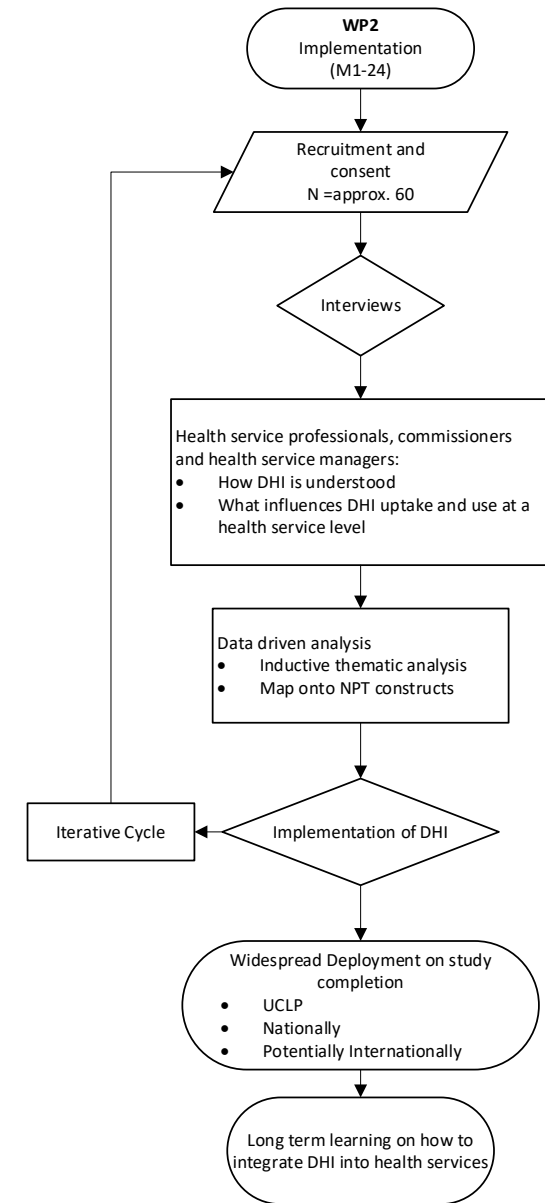 WP2
Implementation
(M1-24)
Recruitment and
consent
N =approx. 60
Interviews
Health service professionals, commissioners
and health service managers:
• How DHI is understood
• What influences DHI uptake and use at a
health service level
Data driven analysis
• Inductive thematic analysis
• Map onto NPT constructs
Iterative Cycle
Implementation of DHI
Widespread Deployment on study
completion
• UCLP
• Nationally
• Potentially Internationally
Long term learning on how to
integrate DHI into health services